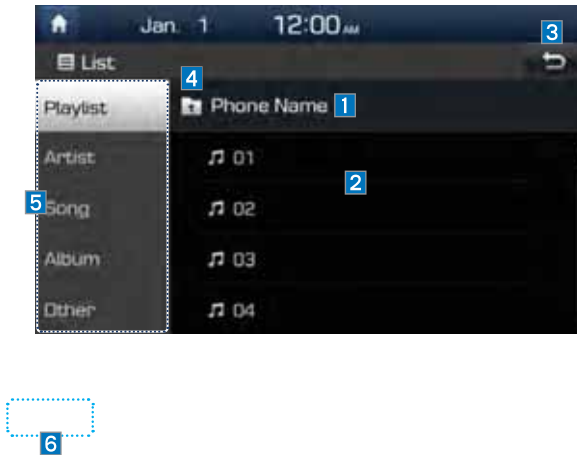 Jan. 1 12:00 AM
3
List
4
Playlist
Phone Name 1
Artist
01
2
5
Song
02
Album
03
Other
04
6